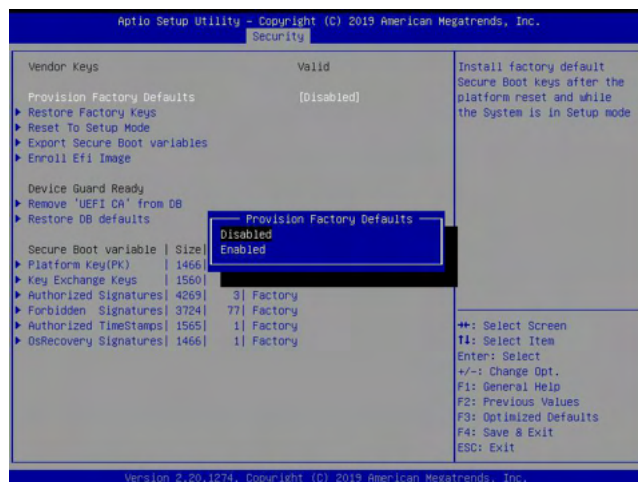 Aptio Setup Utility – Copyright (C) 2019 American Megatrends, Inc.
Security
Vendor Keys Valid
Provision Factory Defaults [Disabled]
Restore Factory Keys
Reset To Setup Mode
Export Secure Boot variables
Enroll Efi Image
Device Guard Ready
Remove 'UEFI CA' from DB
Restore DB defaults
Secure Boot variable | Size|
Platform Key(PK) | 1466|
Key Exchange Keys | 1560|
Authorized Signatures| 4269| 3| Factory
Forbidden Signatures| 3724| 77| Factory
Authorized TimeStamps| 1565| 1| Factory
OsRecovery Signatures| 1466| 1| Factory
Provision Factory Defaults
Disabled
Enabled
Install factory default
Secure Boot keys after the
platform reset and while
the System is in Setup mode
→←: Select Screen
↑↓: Select Item
Enter: Select
+/-: Change Opt.
F1: General Help
F2: Previous Values
F3: Optimized Defaults
F4: Save & Exit
ESC: Exit
Version 2.20.1274. Copyright (C) 2019 American Megatrends, Inc.